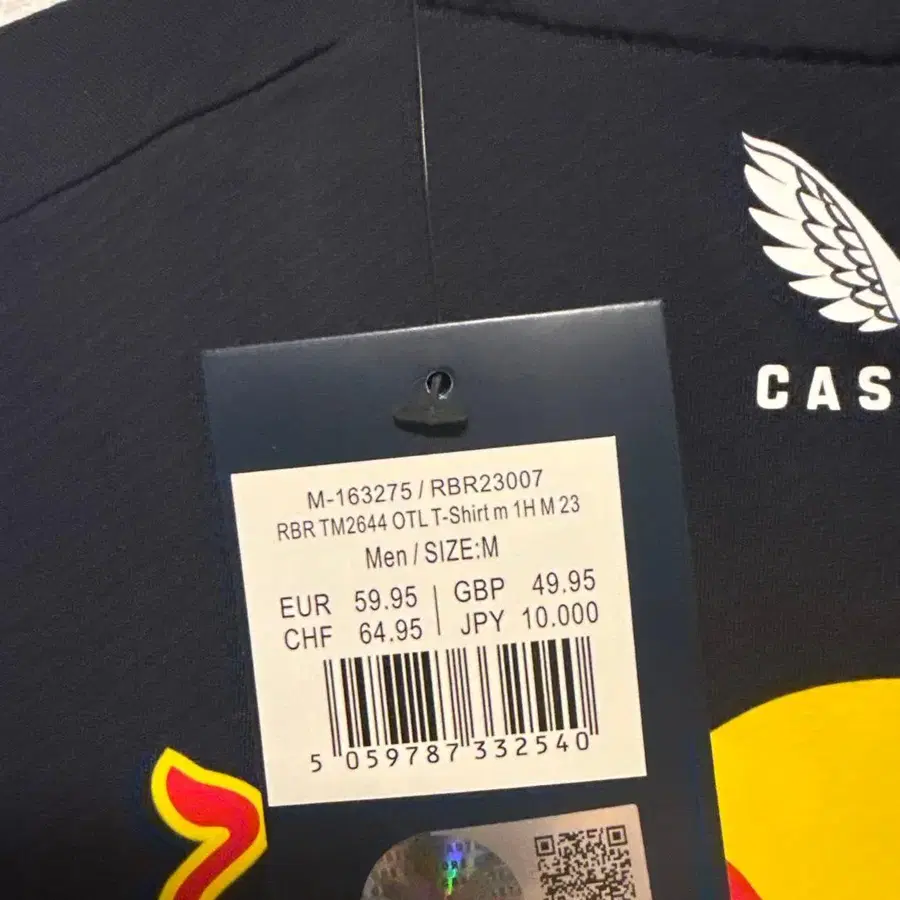 CAS
M-163275 / RBR23007
RBR TM2644 OTL T-Shirt m 1H M 23
Men / SIZE:M
EUR 59.95 | GBP 49.95
CHF 64.95 | JPY 10.000
5 059787 332540